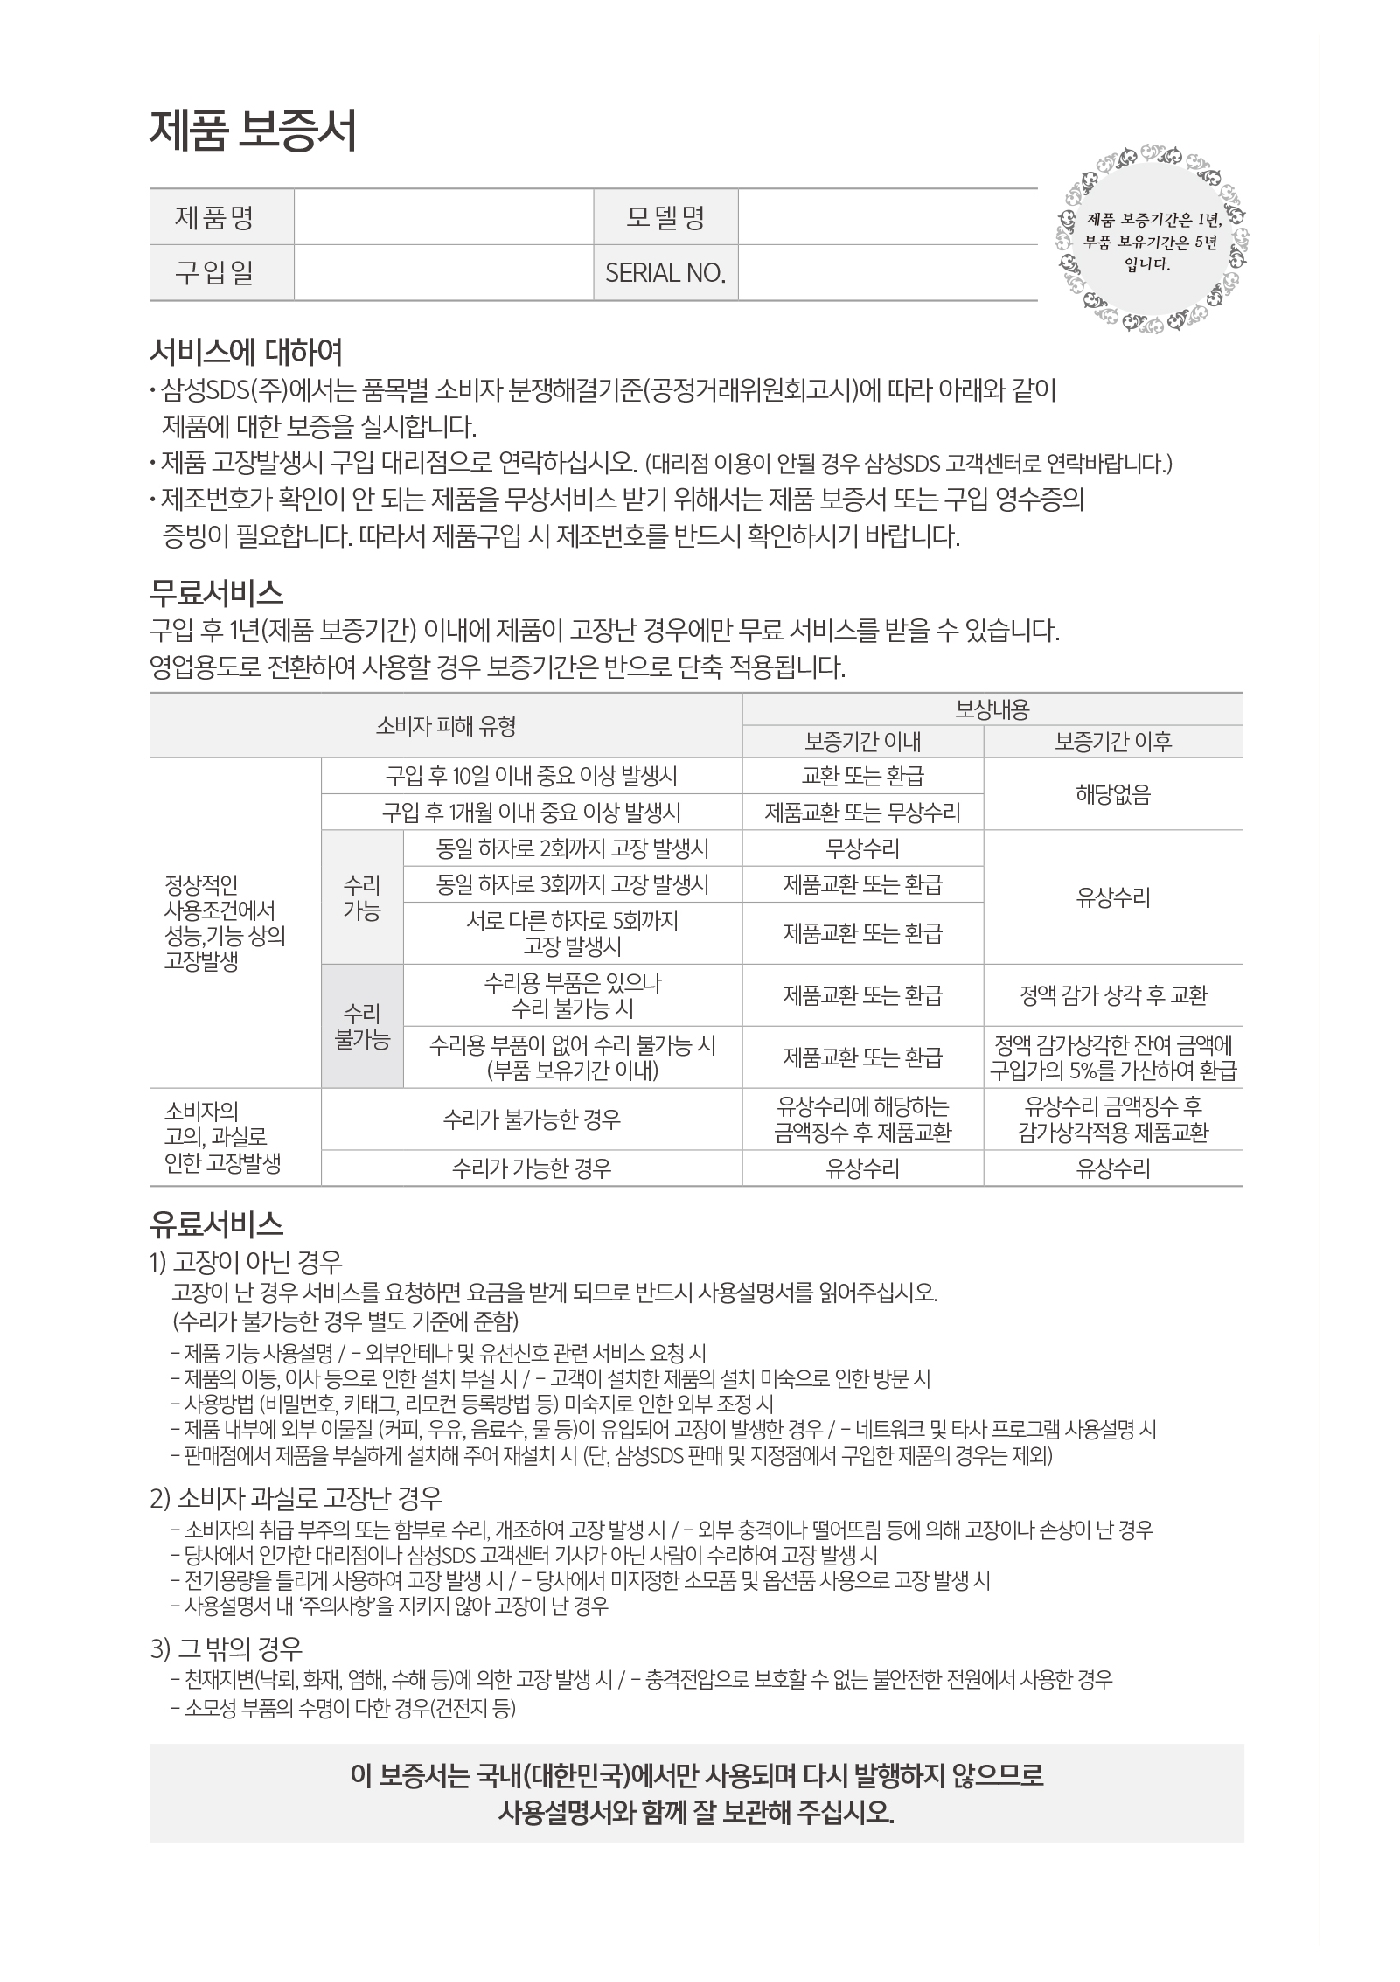 제품 보증서
제품명
모델명
구입일
SERIAL NO.
제품 보증기간은 1년,
부품 보유기간은 5년
입니다.
서비스에 대하여
• 삼성SDS(주)에서는 품목별 소비자 분쟁해결기준(공정거래위원회고시)에 따라 아래와 같이
제품에 대한 보증을 실시합니다.
• 제품 고장발생시 구입 대리점으로 연락하십시오. (대리점 이용이 안될 경우 삼성SDS 고객센터로 연락바랍니다.)
• 제조번호가 확인이 안 되는 제품을 무상서비스 받기 위해서는 제품 보증서 또는 구입 영수증의
증빙이 필요합니다. 따라서 제품구입 시 제조번호를 반드시 확인하시기 바랍니다.
무료서비스
구입 후 1년(제품 보증기간) 이내에 제품이 고장난 경우에만 무료 서비스를 받을 수 있습니다.
영업용도로 전환하여 사용할 경우 보증기간은 반으로 단축 적용됩니다.
소비자 피해 유형
보상내용
보증기간 이내
보증기간 이후
정상적인
사용조건에서
성능,기능 상의
고장발생
구입 후 10일 이내 중요 이상 발생시
교환 또는 환급
해당없음
구입 후 1개월 이내 중요 이상 발생시
제품교환 또는 무상수리
수리
가능
동일 하자로 2회까지 고장 발생시
무상수리
유상수리
동일 하자로 3회까지 고장 발생시
제품교환 또는 환급
서로 다른 하자로 5회까지
고장 발생시
제품교환 또는 환급
수리
불가능
수리용 부품은 있으나
수리 불가능 시
제품교환 또는 환급
정액 감가 상각 후 교환
수리용 부품이 없어 수리 불가능 시
(부품 보유기간 이내)
제품교환 또는 환급
정액 감가상각한 잔여 금액에
구입가의 5%를 가산하여 환급
소비자의
고의, 과실로
인한 고장발생
수리가 불가능한 경우
유상수리에 해당하는
금액징수 후 제품교환
유상수리 금액징수 후
감가상각적용 제품교환
수리가 가능한 경우
유상수리
유상수리
유료서비스
1) 고장이 아닌 경우
고장이 난 경우 서비스를 요청하면 요금을 받게 되므로 반드시 사용설명서를 읽어주십시오.
(수리가 불가능한 경우 별도 기준에 준함)
- 제품 기능 사용설명 / - 외부안테나 및 유선신호 관련 서비스 요청 시
- 제품의 이동, 이사 등으로 인한 설치 부실 시 / - 고객이 설치한 제품의 설치 미숙으로 인한 방문 시
- 사용방법 (비밀번호, 키태그, 리모컨 등록방법 등) 미숙지로 인한 외부 조정 시
- 제품 내부에 외부 이물질 (커피, 우유, 음료수, 물 등)이 유입되어 고장이 발생한 경우 / - 네트워크 및 타사 프로그램 사용설명 시
- 판매점에서 제품을 부실하게 설치해 주어 재설치 시 (단, 삼성SDS 판매 및 지정점에서 구입한 제품의 경우는 제외)
2) 소비자 과실로 고장난 경우
- 소비자의 취급 부주의 또는 함부로 수리, 개조하여 고장 발생 시 / - 외부 충격이나 떨어뜨림 등에 의해 고장이나 손상이 난 경우
- 당사에서 인가한 대리점이나 삼성SDS 고객센터 기사가 아닌 사람이 수리하여 고장 발생 시
- 전기용량을 틀리게 사용하여 고장 발생 시 / - 당사에서 미지정한 소모품 및 옵션품 사용으로 고장 발생 시
- 사용설명서 내 ‘주의사항’을 지키지 않아 고장이 난 경우
3) 그 밖의 경우
- 천재지변(낙뢰, 화재, 염해, 수해 등)에 의한 고장 발생 시 / - 충격전압으로 보호할 수 없는 불안전한 전원에서 사용한 경우
- 소모성 부품의 수명이 다한 경우(건전지 등)
이 보증서는 국내(대한민국)에서만 사용되며 다시 발행하지 않으므로
사용설명서와 함께 잘 보관해 주십시오.